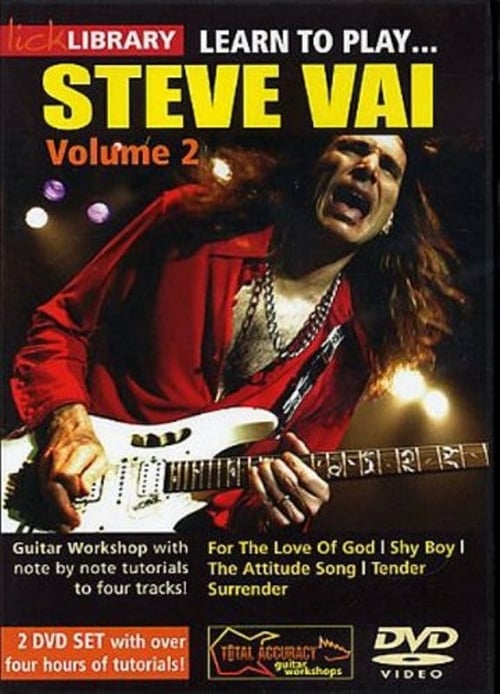 lick LIBRARY LEARN TO PLAY...
STEVE VAI
Volume 2
Guitar Workshop with
note by note tutorials
to four tracks!
For The Love Of God | Shy Boy |
The Attitude Song | Tender
Surrender
2 DVD SET with over
four hours of tutorials!
TOTAL ACCURACY
guitar
workshops
DVD
VIDEO